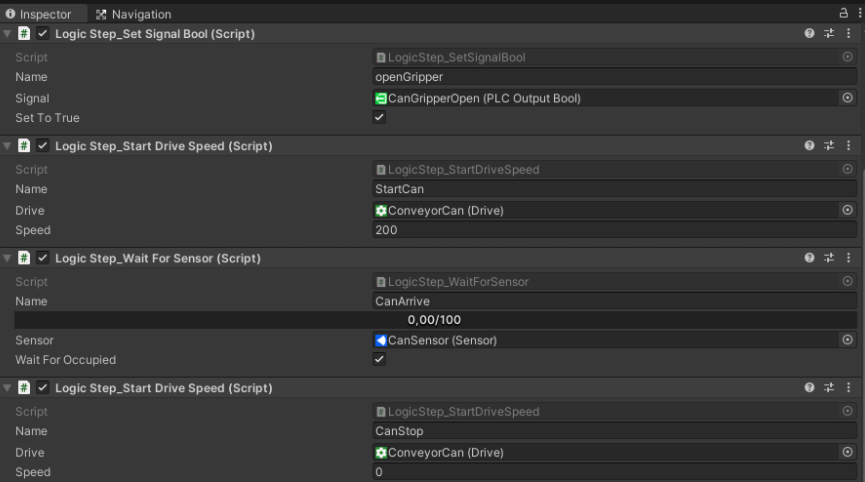 Inspector Navigation
Logic Step_Set Signal Bool (Script)
Script LogicStep_SetSignalBool
Name openGripper
Signal CanGripperOpen (PLC Output Bool)
Set To True
Logic Step_Start Drive Speed (Script)
Script LogicStep_StartDriveSpeed
Name StartCan
Drive ConveyorCan (Drive)
Speed 200
Logic Step_Wait For Sensor (Script)
Script LogicStep_WaitForSensor
Name CanArrive
0,00/100
Sensor CanSensor (Sensor)
Wait For Occupied
Logic Step_Start Drive Speed (Script)
Script LogicStep_StartDriveSpeed
Name CanStop
Drive ConveyorCan (Drive)
Speed 0